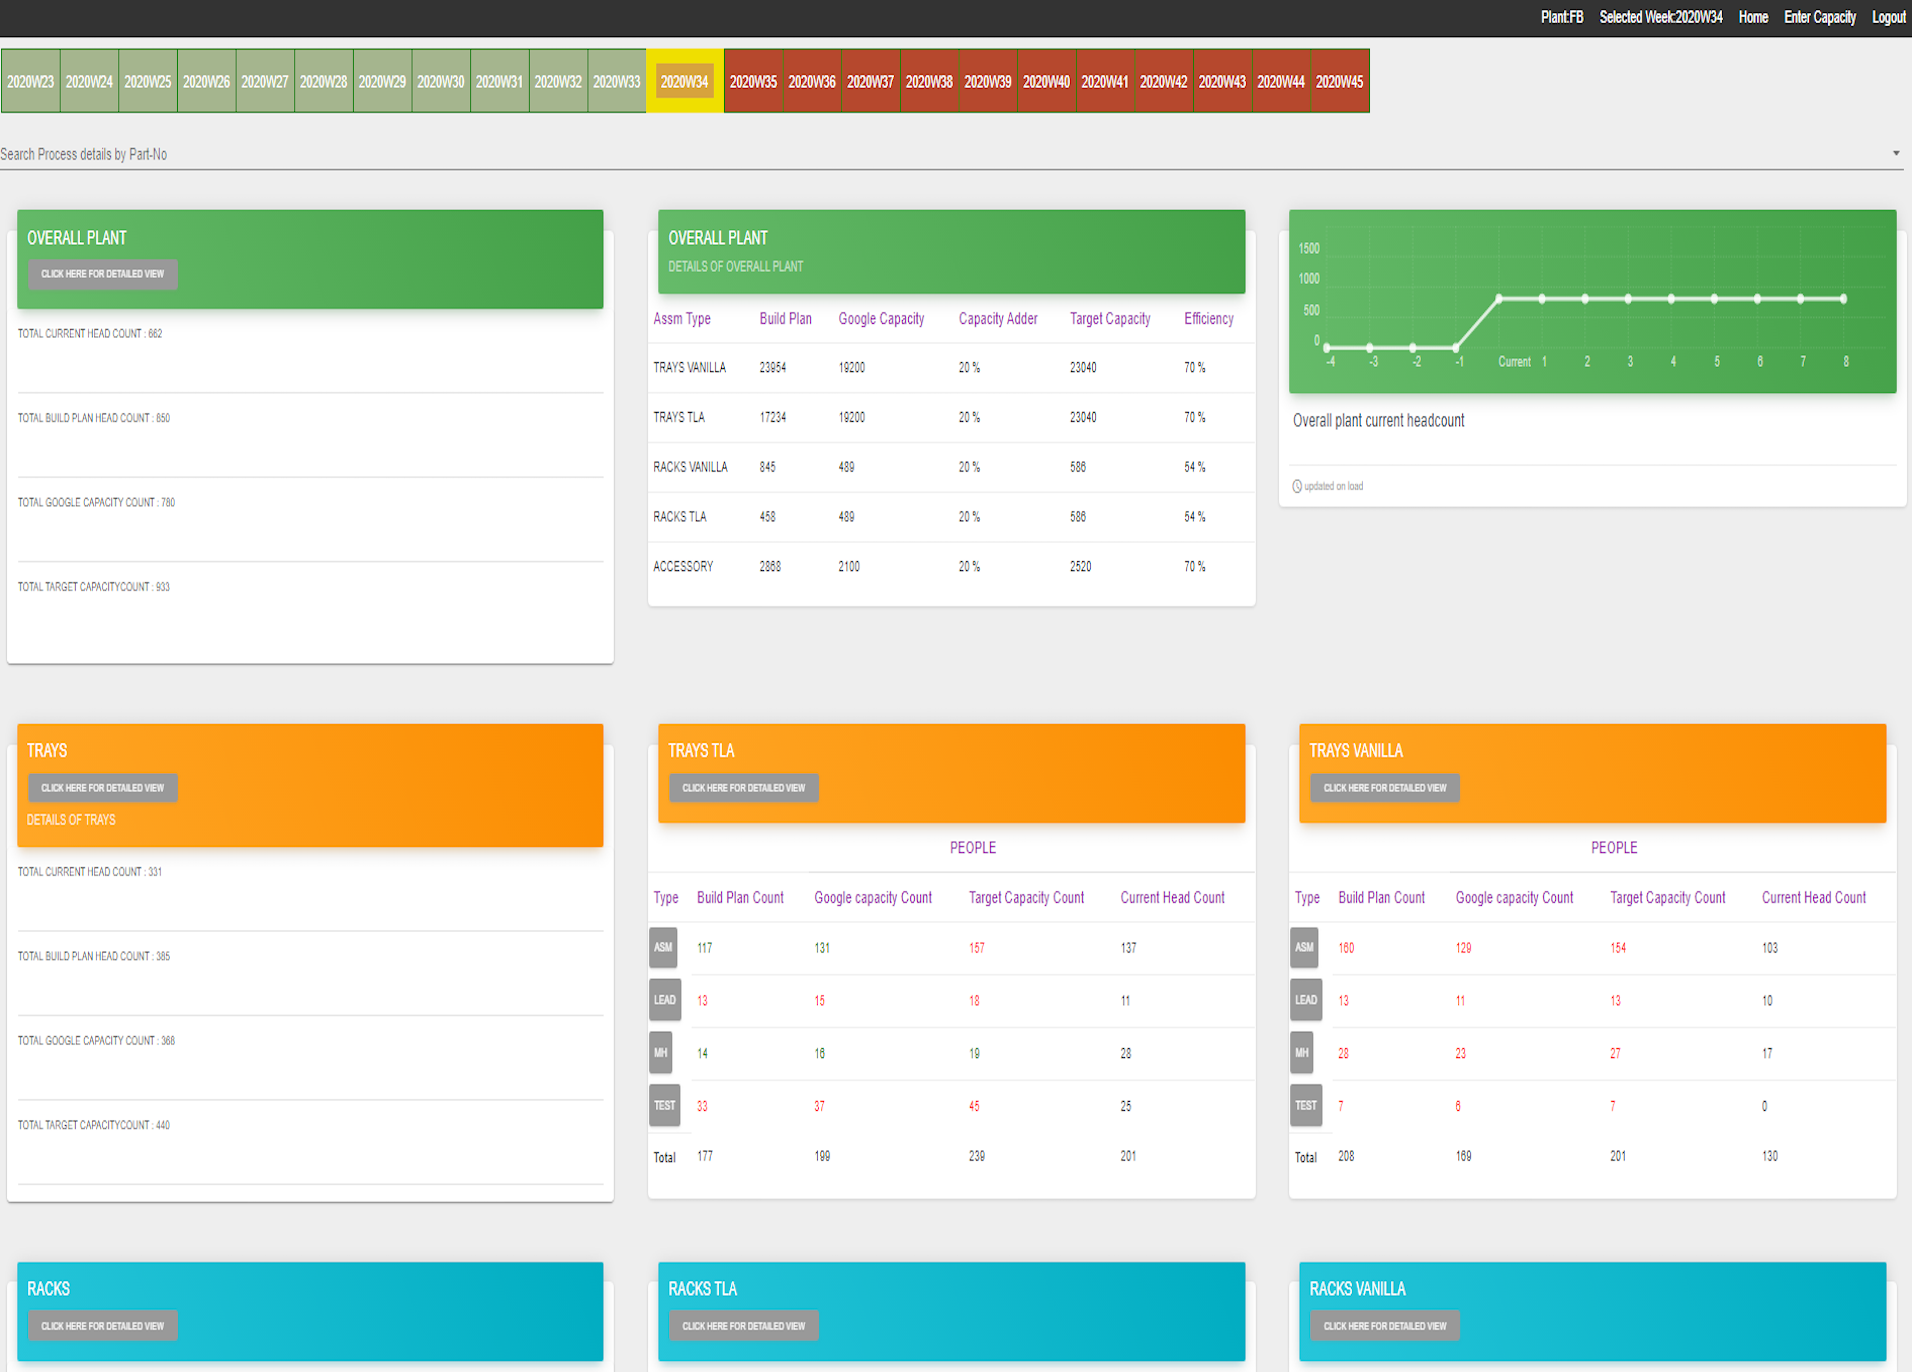 Plant:FB Selected Week:2020W34 Home Enter Capacity Logout
2020W23 2020W24 2020W25 2020W26 2020W27 2020W28 2020W29 2020W30 2020W31 2020W32 2020W33 2020W34 2020W35 2020W36 2020W37 2020W38 2020W39 2020W40 2020W41 2020W42 2020W43 2020W44 2020W45
Search Process details by Part-No
OVERALL PLANT
CLICK HERE FOR DETAILED VIEW
TOTAL CURRENT HEAD COUNT : 662
TOTAL BUILD PLAN HEAD COUNT : 850
TOTAL GOOGLE CAPACITY COUNT : 780
TOTAL TARGET CAPACITYCOUNT : 933
OVERALL PLANT
DETAILS OF OVERALL PLANT
Assm Type Build Plan Google Capacity Capacity Adder Target Capacity Efficiency
TRAYS VANILLA 23954 19200 20 % 23040 70 %
TRAYS TLA 17234 19200 20 % 23040 70 %
RACKS VANILLA 845 489 20 % 586 54 %
RACKS TLA 458 489 20 % 586 54 %
ACCESSORY 2868 2100 20 % 2520 70 %
1500
1000
500
0
-4 -3 -2 -1 Current 1 2 3 4 5 6 7 8
Overall plant current headcount
updated on load
TRAYS
CLICK HERE FOR DETAILED VIEW
DETAILS OF TRAYS
TOTAL CURRENT HEAD COUNT : 331
TOTAL BUILD PLAN HEAD COUNT : 385
TOTAL GOOGLE CAPACITY COUNT : 368
TOTAL TARGET CAPACITYCOUNT : 440
TRAYS TLA
CLICK HERE FOR DETAILED VIEW
PEOPLE
Type Build Plan Count Google capacity Count Target Capacity Count Current Head Count
ASM 117 131 157 137
LEAD 13 15 18 11
MH 14 16 19 28
TEST 33 37 45 25
Total 177 199 239 201
TRAYS VANILLA
CLICK HERE FOR DETAILED VIEW
PEOPLE
Type Build Plan Count Google capacity Count Target Capacity Count Current Head Count
ASM 160 129 154 103
LEAD 13 11 13 10
MH 28 23 27 17
TEST 7 6 7 0
Total 208 169 201 130
RACKS
CLICK HERE FOR DETAILED VIEW
RACKS TLA
CLICK HERE FOR DETAILED VIEW
RACKS VANILLA
CLICK HERE FOR DETAILED VIEW